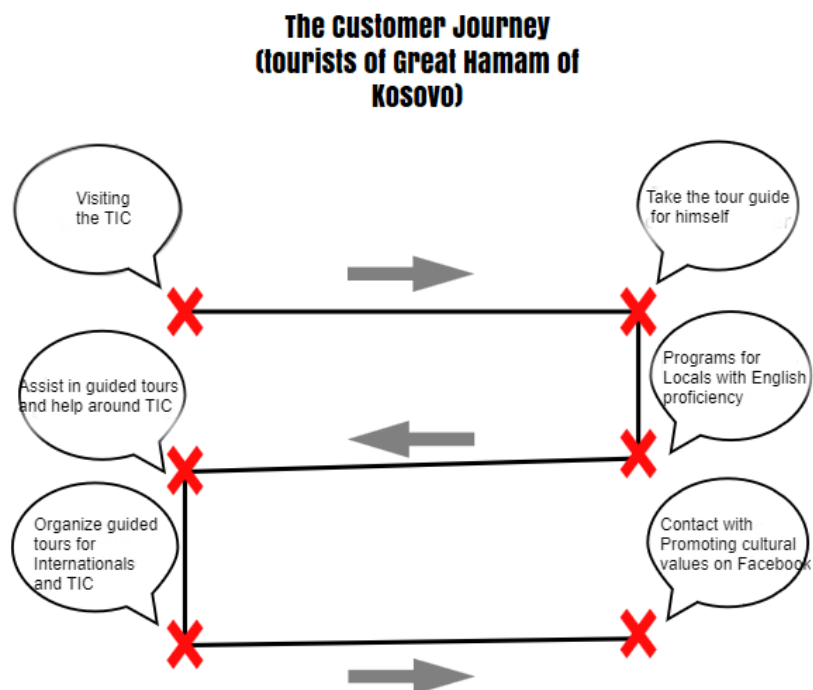 The Customer Journey
(tourists of Great Hamam of
Kosovo)
Visiting
the TIC
Take the tour guide
for himself
Programs for
Locals with English
proficiency
Assist in guided tours
and help around TIC
Organize guided
tours for
Internationals
and TIC
Contact with
Promoting cultural
values on Facebook